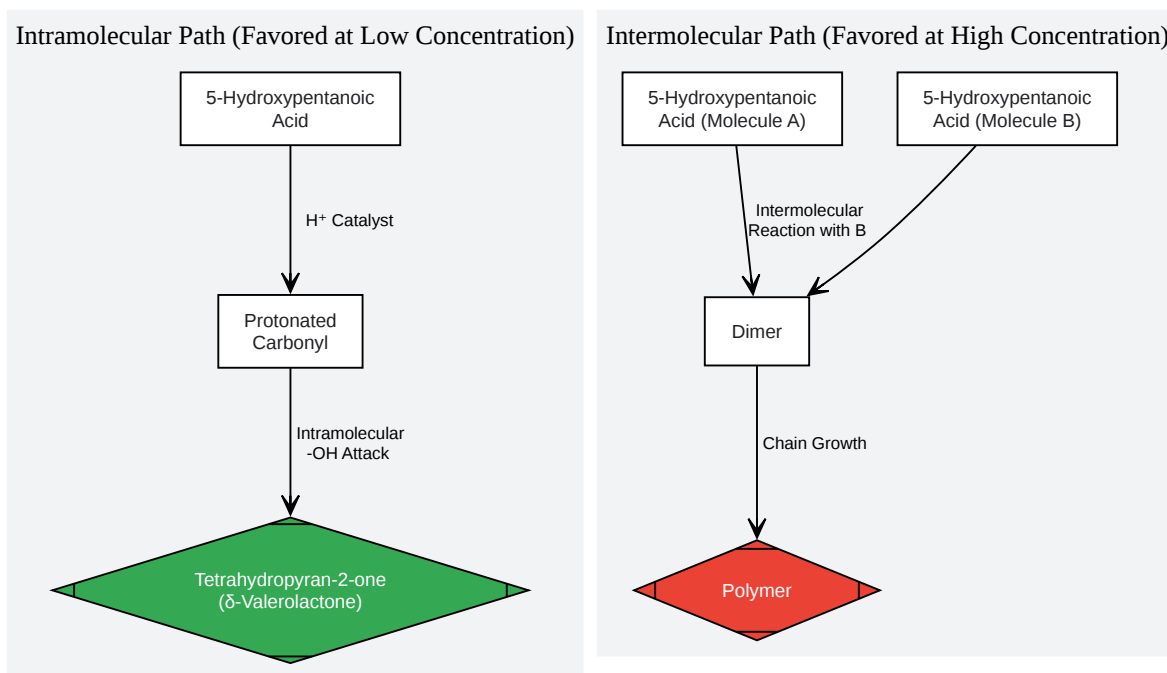 Intramolecular Path (Favored at Low Concentration)
5-Hydroxypentanoic
Acid
H⁺ Catalyst
Protonated
Carbonyl
Intramolecular
-OH Attack
Tetrahydropyran-2-one
(δ-Valerolactone)
Intermolecular Path (Favored at High Concentration)
5-Hydroxypentanoic
Acid (Molecule A)
5-Hydroxypentanoic
Acid (Molecule B)
Intermolecular
Reaction with B
Dimer
Chain Growth
Polymer